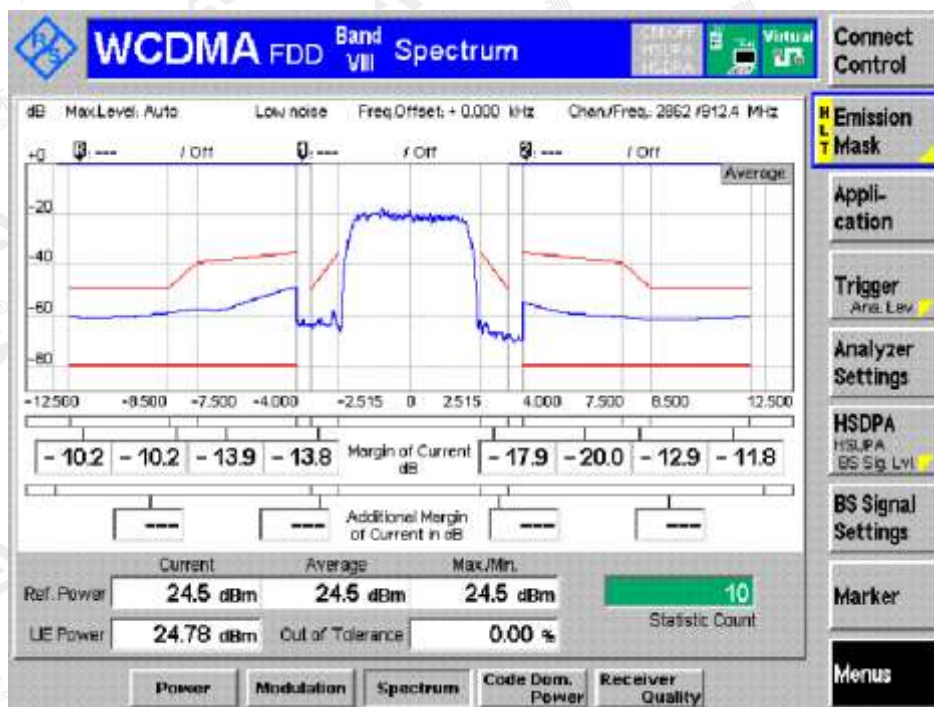 WCDMA FDD Band VIII Spectrum
Virtual
Connect Control
dB Max.Level: Auto Low noise Freq.Offset: + 0.000 kHz Chan./Freq.: 2862 /912.4 MHz
HLT Emission Mask
+0 --- / Off --- / Off 2: --- / Off
Average
-20
-40
-60
-80
-12.500 -8.500 -7.500 -4.000 -2.515 0 2.515 4.000 7.500 8.500 12.500
Appli-
cation
Trigger
Ana. Lev.
Analyzer
Settings
- 10.2 - 10.2 - 13.9 - 13.8 Margin of Current dB - 17.9 - 20.0 - 12.9 - 11.8
HSDPA
HSUPA
BS Sig. Lvl.
--- --- Additional Margin of Current in dB --- ---
BS Signal
Settings
Current Average Max./Min.
Ref. Power 24.5 dBm 24.5 dBm 24.5 dBm 10
Statistic Count
UE Power 24.78 dBm Out of Tolerance 0.00 %
Marker
Menus
Power Modulation Spectrum Code Dom. Power Receiver Quality